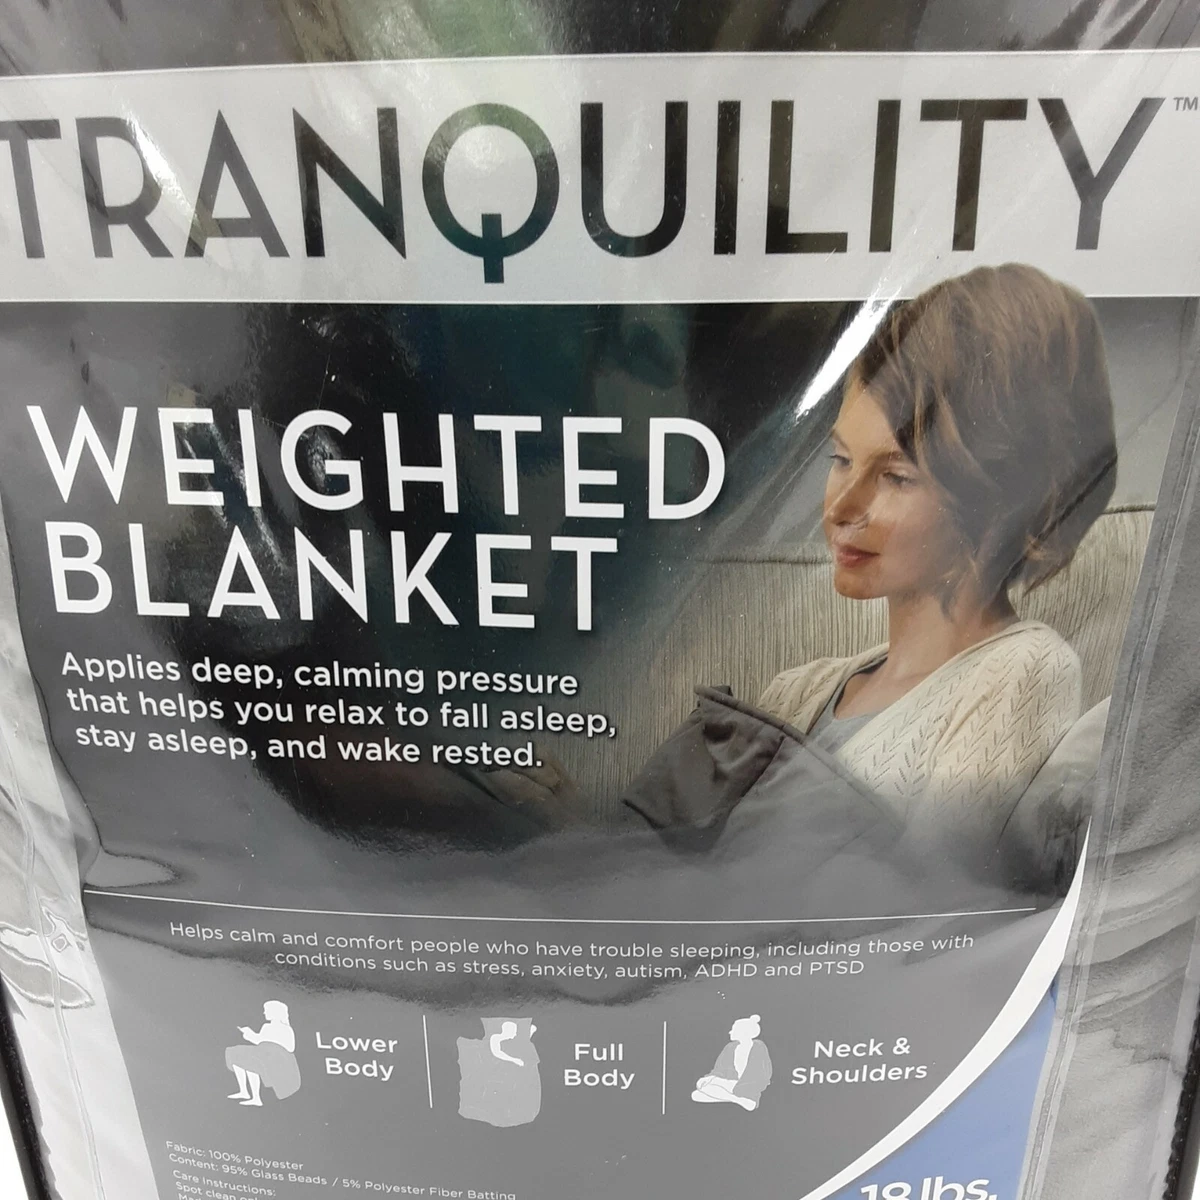 TRANQUILITY™
WEIGHTED
BLANKET
Applies deep, calming pressure
that helps you relax to fall asleep,
stay asleep, and wake rested.
Helps calm and comfort people who have trouble sleeping, including those with
conditions such as stress, anxiety, autism, ADHD and PTSD
Lower
Body
Full
Body
Neck &
Shoulders
Fabric: 100% Polyester
Content: 95% Glass Beads / 5% Polyester Fiber Batting
Care Instructions:
Spot clean
18 lbs.